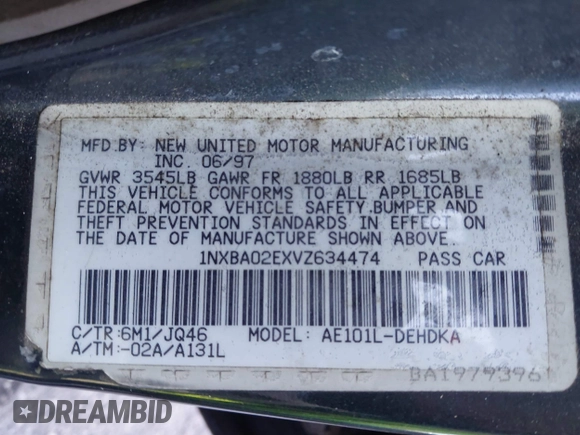 MFD.BY: NEW UNITED MOTOR MANUFACTURING
INC. 06/97
GVWR 3545LB GAWR FR 1880LB RR 1685LB
THIS VEHICLE CONFORMS TO ALL APPLICABLE
FEDERAL MOTOR VEHICLE SAFETY.BUMPER AND
THEFT PREVENTION STANDARDS IN EFFECT ON
THE DATE OF MANUFACTURE SHOWN ABOVE.
1NXBA02EXVZ634474 PASS CAR
C/TR:6M1/JQ46 MODEL: AE101L-DEHDKA
A/TM:-02A/A131L
BA19793961
DREAMBID